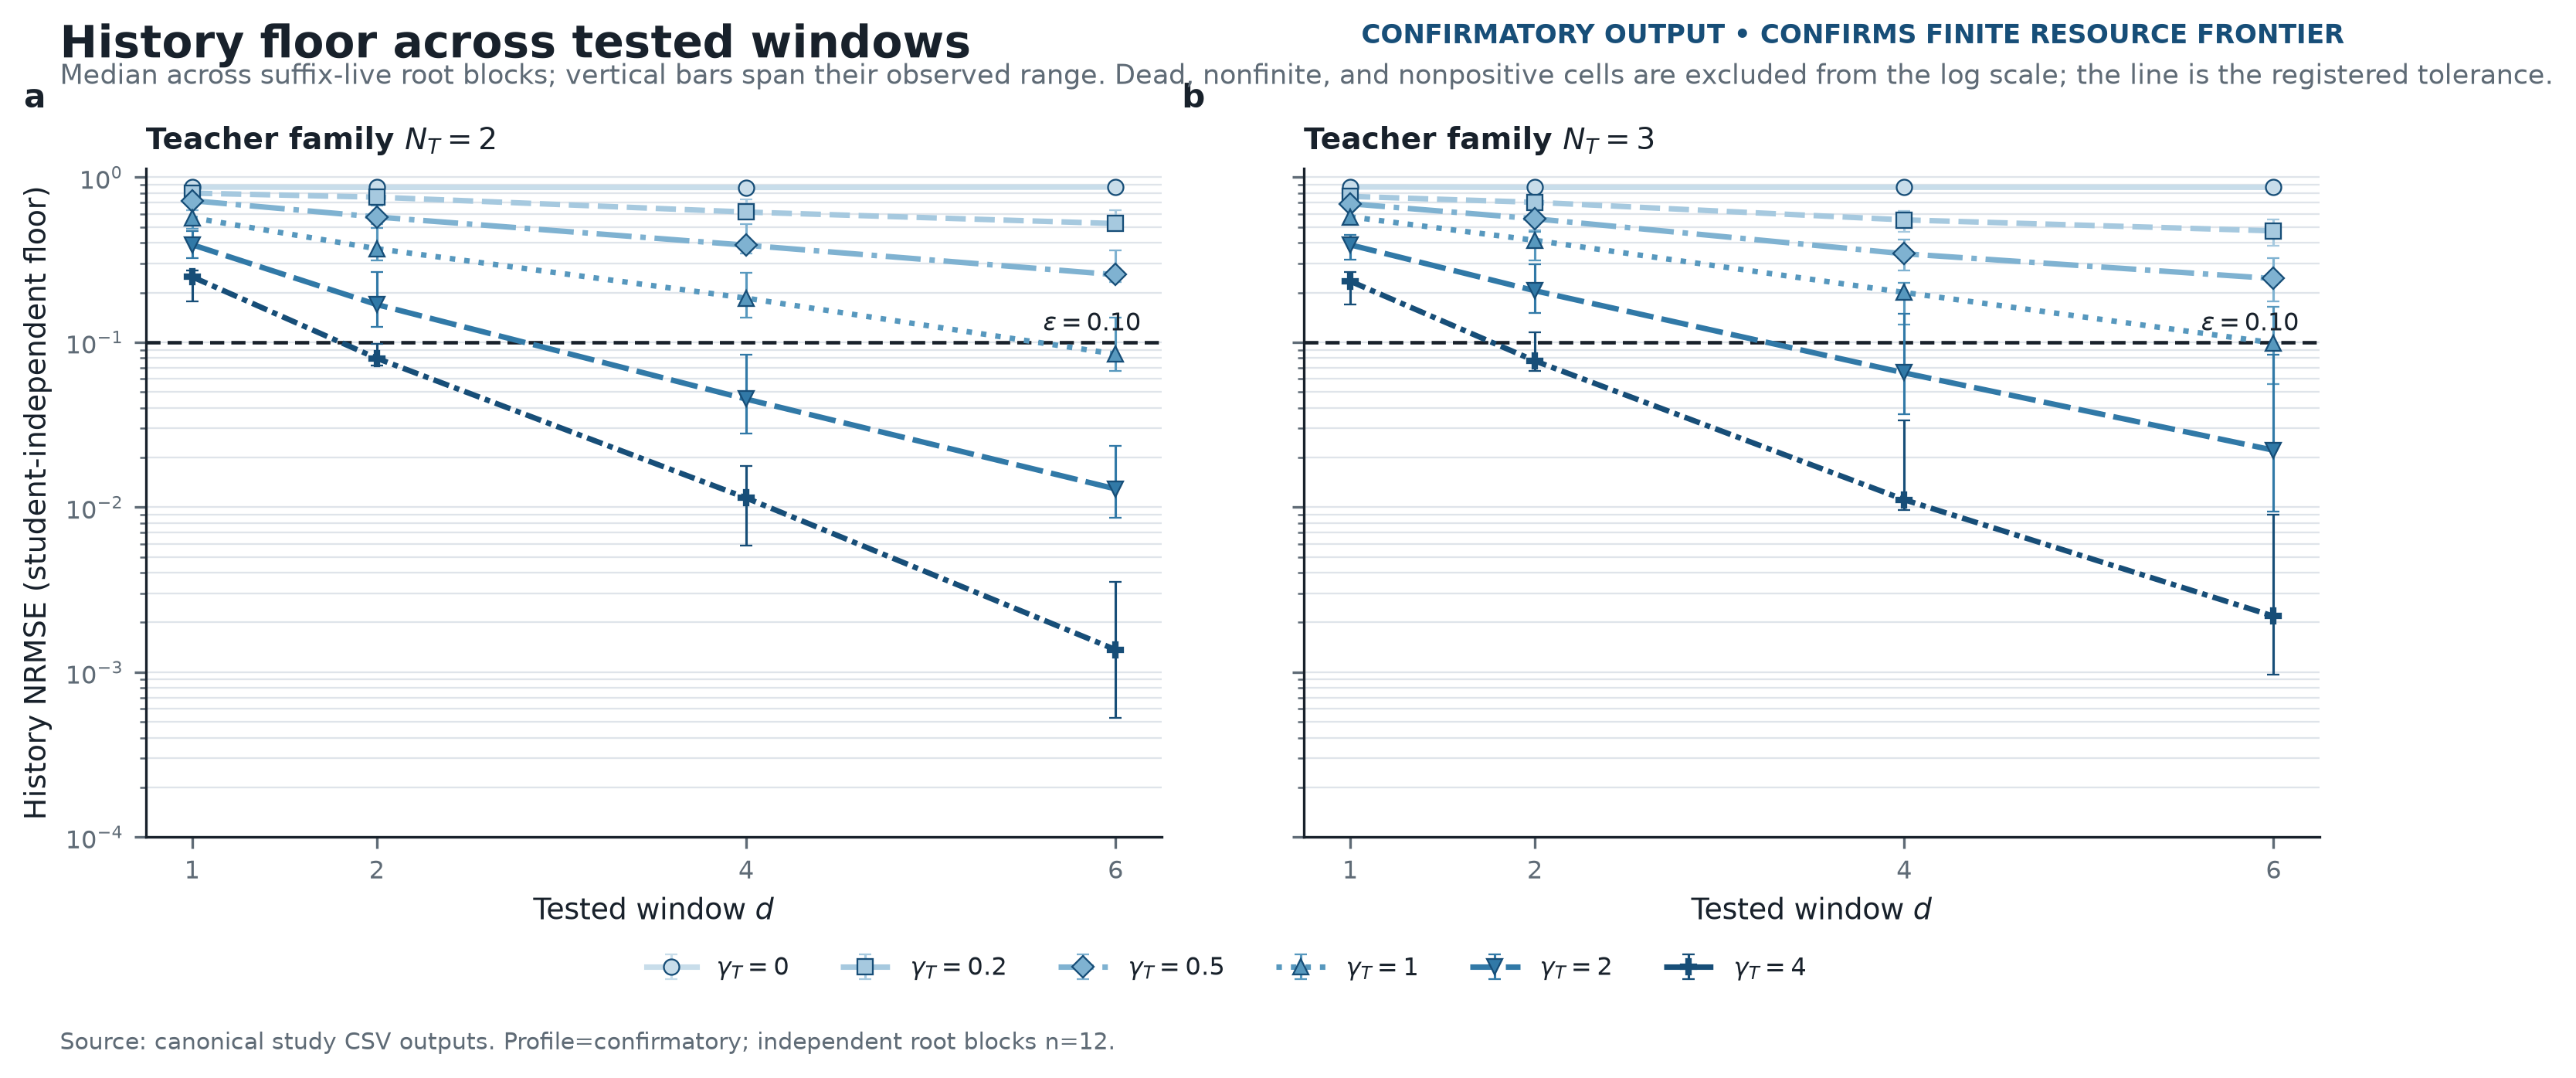 History floor across tested windows
CONFIRMATORY OUTPUT • CONFIRMS FINITE RESOURCE FRONTIER
Median across suffix-live root blocks; vertical bars span their observed range. Dead, nonfinite, and nonpositive cells are excluded from the log scale; the line is the registered tolerance.
a
Teacher family N_T = 2
History NRMSE (student-independent floor)
10⁰
10⁻¹
10⁻²
10⁻³
10⁻⁴
ε = 0.10
1 2 4 6
Tested window d
b
Teacher family N_T = 3
ε = 0.10
1 2 4 6
Tested window d
γ_T = 0 γ_T = 0.2 γ_T = 0.5 γ_T = 1 γ_T = 2 γ_T = 4
Source: canonical study CSV outputs. Profile=confirmatory; independent root blocks n=12.